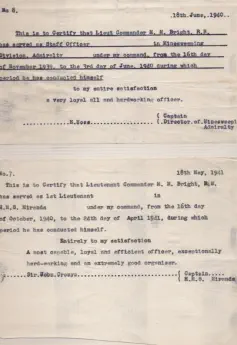 No 6.
18th June, 1940.
This is to Certify that Lieut Commander R. N. Bright, R.N.
has served as Staff Officer in Minesweeping
Division, Admiralty under my command, from the 16th day
of November 1939, to the 3rd day of June, 1940 during which
period he has conducted himself
to my entire satisfaction
a very loyal and hardworking officer.
Captain
Director of Minesweeping
Admiralty
No.7.
18th May, 1941
This is to Certify that Lieutenant Commander R. N. Bright, R.N.
has served as 1st Lieutenant in
H.M.S. Mirenda under my command, from the 16th day
of October, 1940, to the 26th day of April 1941, during which
period he has conducted himself.
Entirely to my satisfaction
A most capable, loyal and efficient officer, exceptionally
hard-working and an extremely good organiser.
Captain
H.M.S. Mirenda